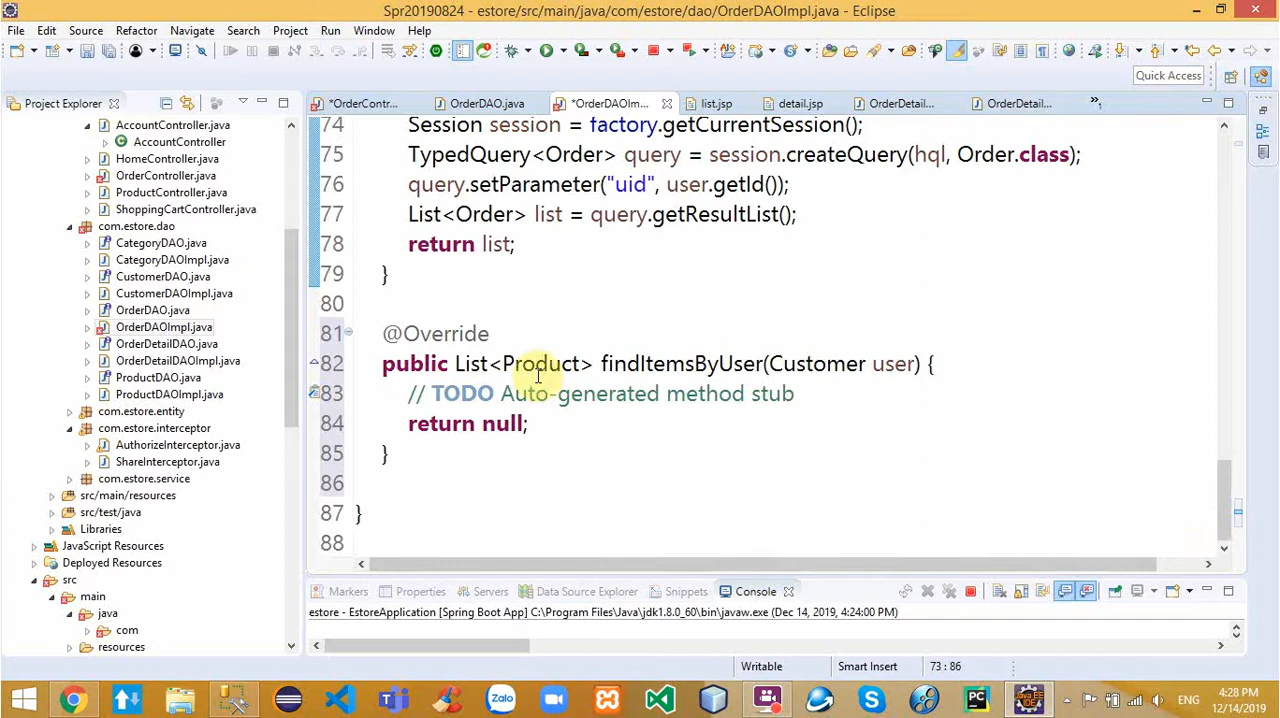 Spr20190824 - estore/src/main/java/com/estore/dao/OrderDAOImpl.java - Eclipse
File Edit Source Refactor Navigate Search Project Run Window Help
Quick Access
Project Explorer
*OrderContr... OrderDAO.java *OrderDAOIm... list.jsp detail.jsp OrderDetail... OrderDetail... »1
AccountController.java
AccountController
HomeController.java
OrderController.java
ProductController.java
ShoppingCartController.java
com.estore.dao
CategoryDAO.java
CategoryDAOImpl.java
CustomerDAO.java
CustomerDAOImpl.java
OrderDAO.java
OrderDAOImpl.java
OrderDetailDAO.java
OrderDetailDAOImpl.java
ProductDAO.java
ProductDAOImpl.java
com.estore.entity
com.estore.interceptor
AuthorizeInterceptor.java
ShareInterceptor.java
com.estore.service
src/main/resources
src/test/java
Libraries
JavaScript Resources
Deployed Resources
src
main
java
com
resources
74 Session session = factory.getCurrentSession();
75 TypedQuery<Order> query = session.createQuery(hql, Order.class);
76 query.setParameter("uid", user.getId());
77 List<Order> list = query.getResultList();
78 return list;
79 }
80
81 @Override
82 public List<Product> findItemsByUser(Customer user) {
83 // TODO Auto-generated method stub
84 return null;
85 }
86
87 }
88
Markers Properties Servers Data Source Explorer Snippets Console
estore - EstoreApplication [Spring Boot App] C:\Program Files\Java\jdk1.8.0_60\bin\javaw.exe (Dec 14, 2019, 4:24:00 PM)
Writable Smart Insert 73 : 86
Zalo
PC
ENG
4:28 PM
12/14/2019